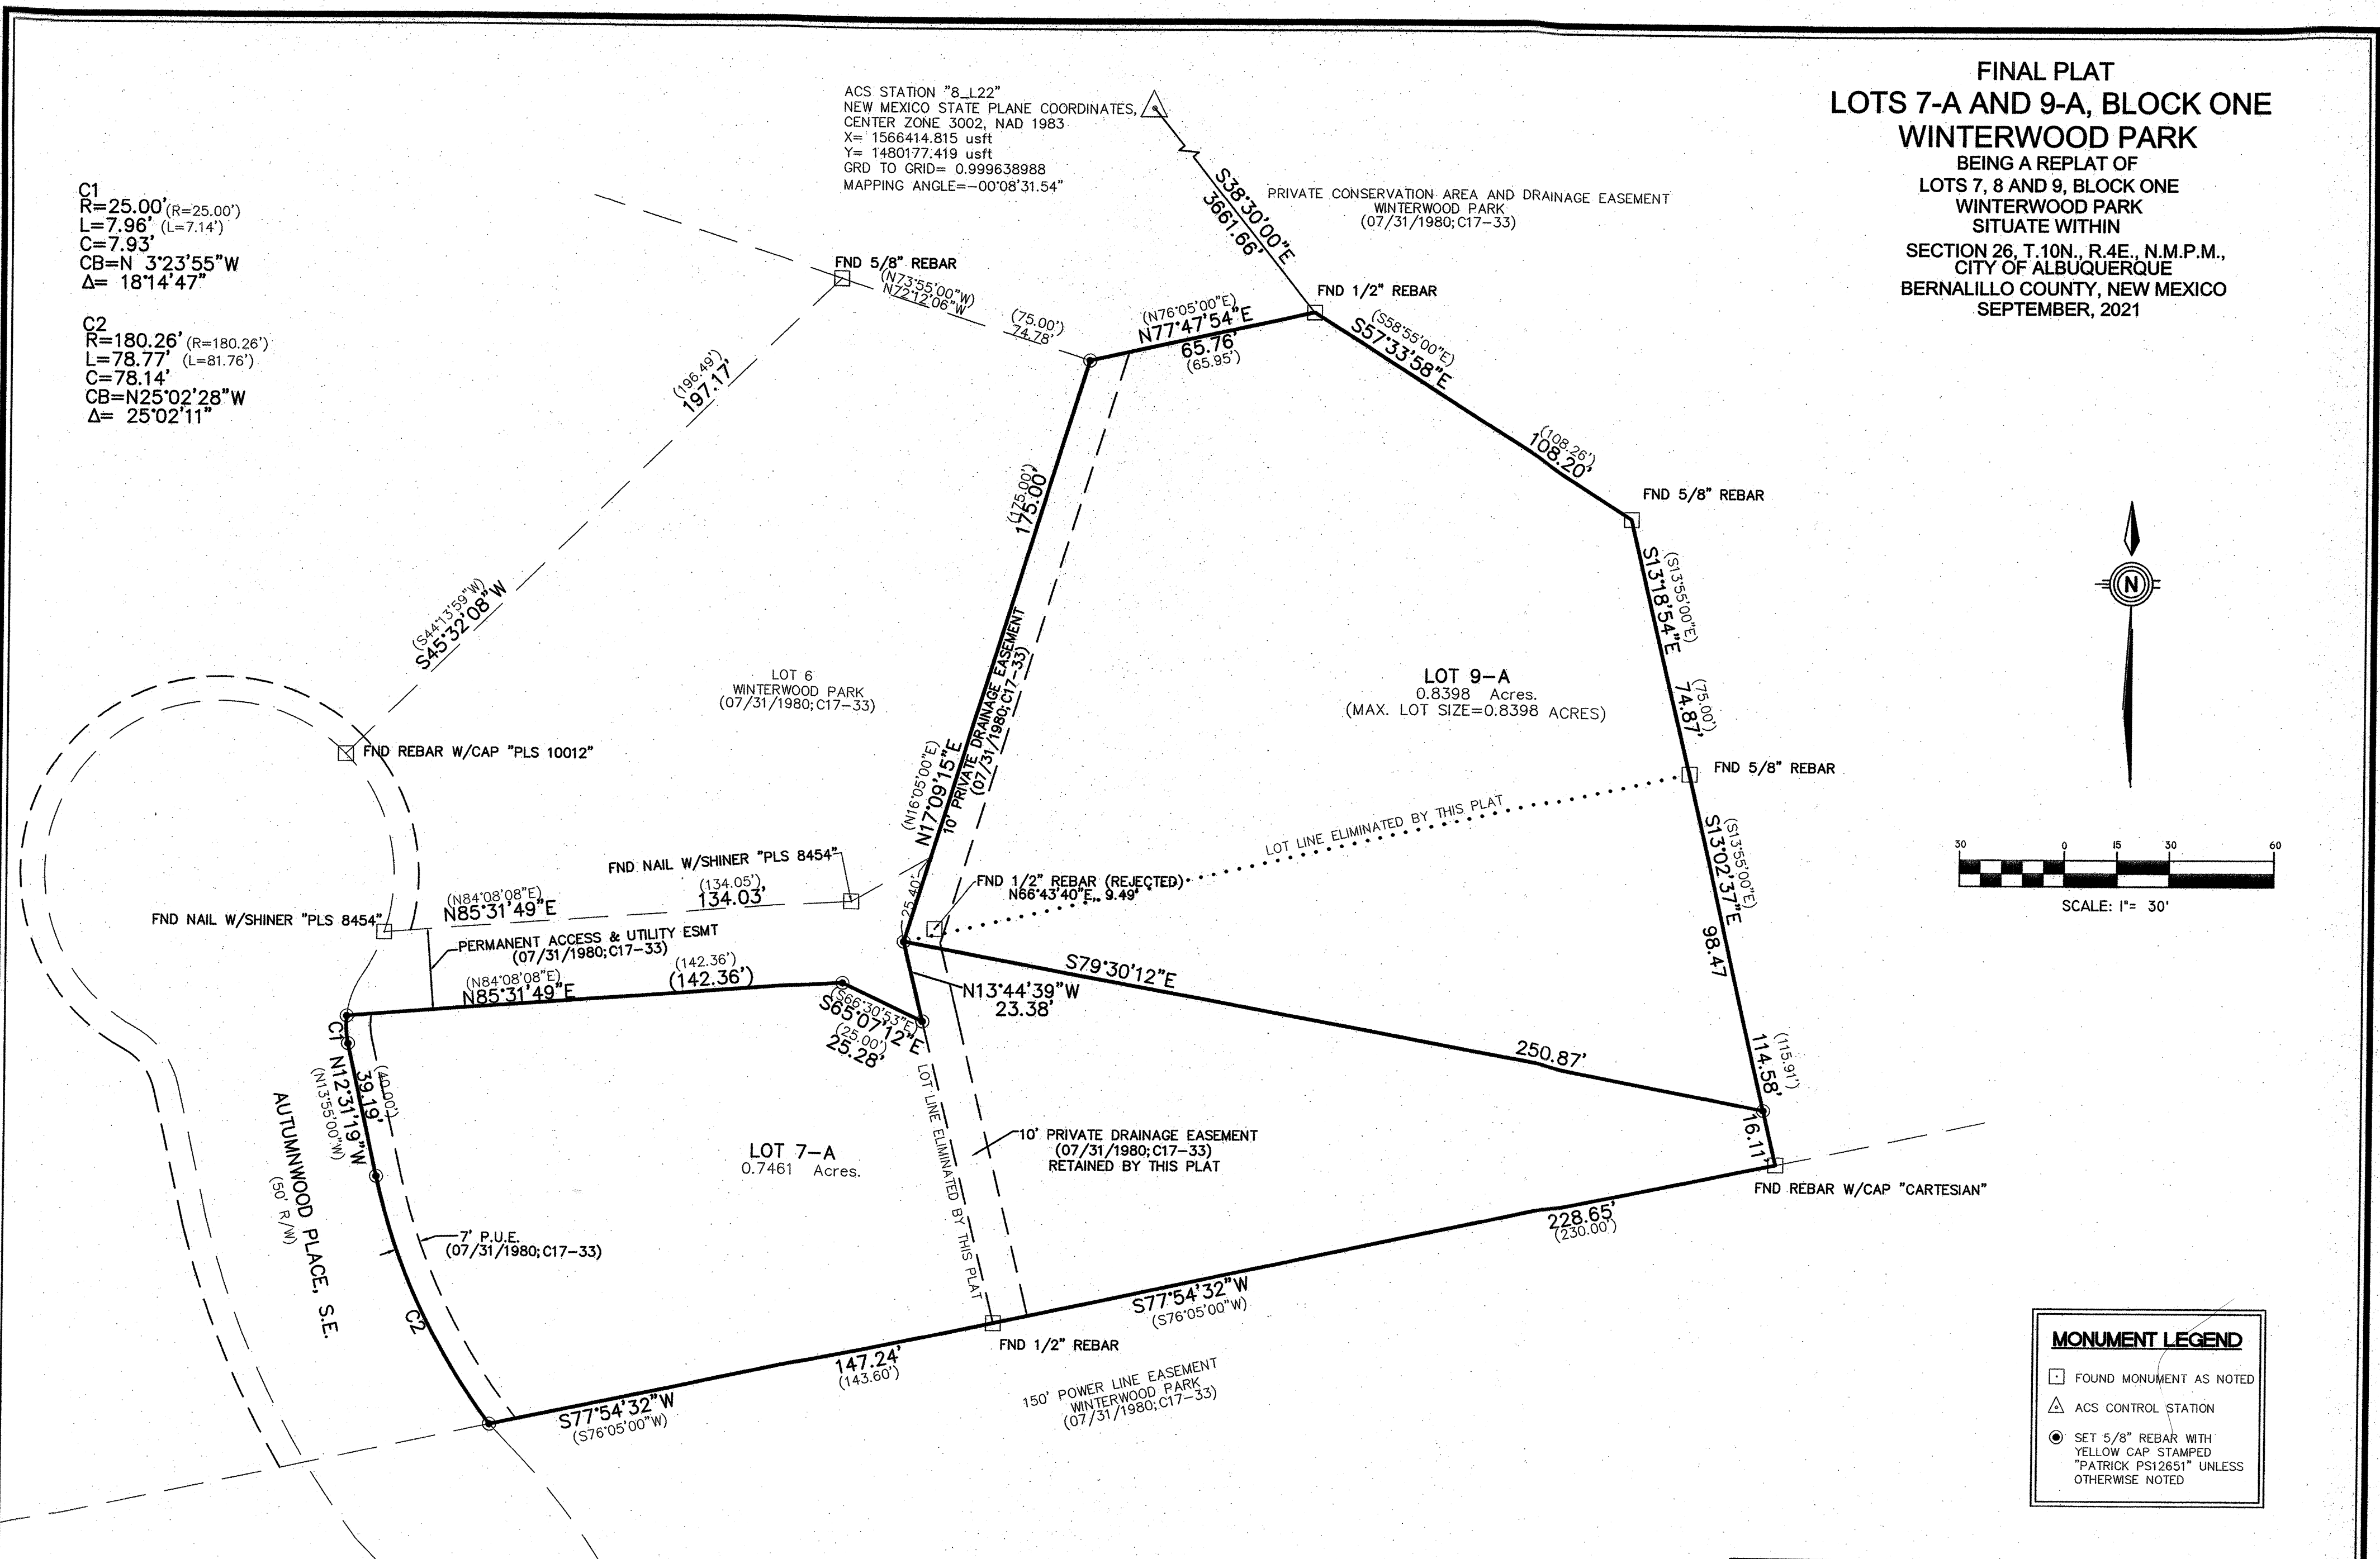 FINAL PLAT
LOTS 7-A AND 9-A, BLOCK ONE
WINTERWOOD PARK
BEING A REPLAT OF
LOTS 7, 8 AND 9, BLOCK ONE
WINTERWOOD PARK
SITUATE WITHIN
SECTION 26, T.10N., R.4E., N.M.P.M.,
CITY OF ALBUQUERQUE
BERNALILLO COUNTY, NEW MEXICO
SEPTEMBER, 2021
ACS STATION "8_L22"
NEW MEXICO STATE PLANE COORDINATES,
CENTER ZONE 3002, NAD 1983
X= 1566414.815 usft
Y= 1480177.419 usft
GRD TO GRID= 0.999638988
MAPPING ANGLE=-00°08'31.54"
C1
R=25.00' (R=25.00')
L=7.96' (L=7.14')
C=7.93'
CB=N 3°23'55"W
Δ= 18°14'47"
C2
R=180.26' (R=180.26')
L=78.77' (L=81.76')
C=78.14'
CB=N25°02'28"W
Δ= 25°02'11"
S38°30'00"E
3661.66'
PRIVATE CONSERVATION AREA AND DRAINAGE EASEMENT
WINTERWOOD PARK
(07/31/1980;C17-33)
FND 5/8" REBAR
(N73°55'00"W)
N72°12'06"W
(75.00')
74.78'
(N76°05'00"E)
N77°47'54"E
65.76'
(65.95')
FND 1/2" REBAR
(S58°55'00"E)
S57°33'58"E
(108.26')
108.20'
FND 5/8" REBAR
(S13°55'00"E)
S13°18'54"E
(75.00')
74.87'
FND 5/8" REBAR
(S13°55'00"E)
S13°02'37"E
98.47
(115.91')
114.58'
16.11'
FND REBAR W/CAP "CARTESIAN"
(196.49')
197.17'
(S44°13'59"W)
S45°32'08"W
(175.00')
175.00'
(N16°05'00"E)
N17°09'15"E
10' PRIVATE DRAINAGE EASEMENT
(07/31/1980;C17-33)
25.40'
LOT 6
WINTERWOOD PARK
(07/31/1980;C17-33)
LOT 9-A
0.8398 Acres.
(MAX. LOT SIZE=0.8398 ACRES)
N
30 0 15 30 60
SCALE: 1"= 30'
LOT LINE ELIMINATED BY THIS PLAT
FND REBAR W/CAP "PLS 10012"
FND NAIL W/SHINER "PLS 8454"
(134.05')
134.03'
(N84°08'08"E)
N85°31'49"E
FND NAIL W/SHINER "PLS 8454"
FND 1/2" REBAR (REJECTED)
N66°43'40"E, 9.49'
PERMANENT ACCESS & UTILITY ESMT
(07/31/1980;C17-33)
(N84°08'08"E)
N85°31'49"E
(142.36')
(142.36')
(S66°30'53"E)
S65°07'12"E
(25.00')
25.28'
N13°44'39"W
23.38'
S79°30'12"E
250.87'
C1
(40.00')
39.19'
N12°31'19"W
(N13°55'00"W)
AUTUMNWOOD PLACE, S.E.
(50' R/W)
C2
7' P.U.E.
(07/31/1980;C17-33)
LOT 7-A
0.7461 Acres.
LOT LINE ELIMINATED BY THIS PLAT
10' PRIVATE DRAINAGE EASEMENT
(07/31/1980;C17-33)
RETAINED BY THIS PLAT
228.65'
(230.00')
S77°54'32"W
(S76°05'00"W)
FND 1/2" REBAR
147.24'
(143.60')
S77°54'32"W
(S76°05'00"W)
150' POWER LINE EASEMENT
WINTERWOOD PARK
(07/31/1980;C17-33)
MONUMENT LEGEND
FOUND MONUMENT AS NOTED
ACS CONTROL STATION
SET 5/8" REBAR WITH
YELLOW CAP STAMPED
"PATRICK PS12651" UNLESS
OTHERWISE NOTED